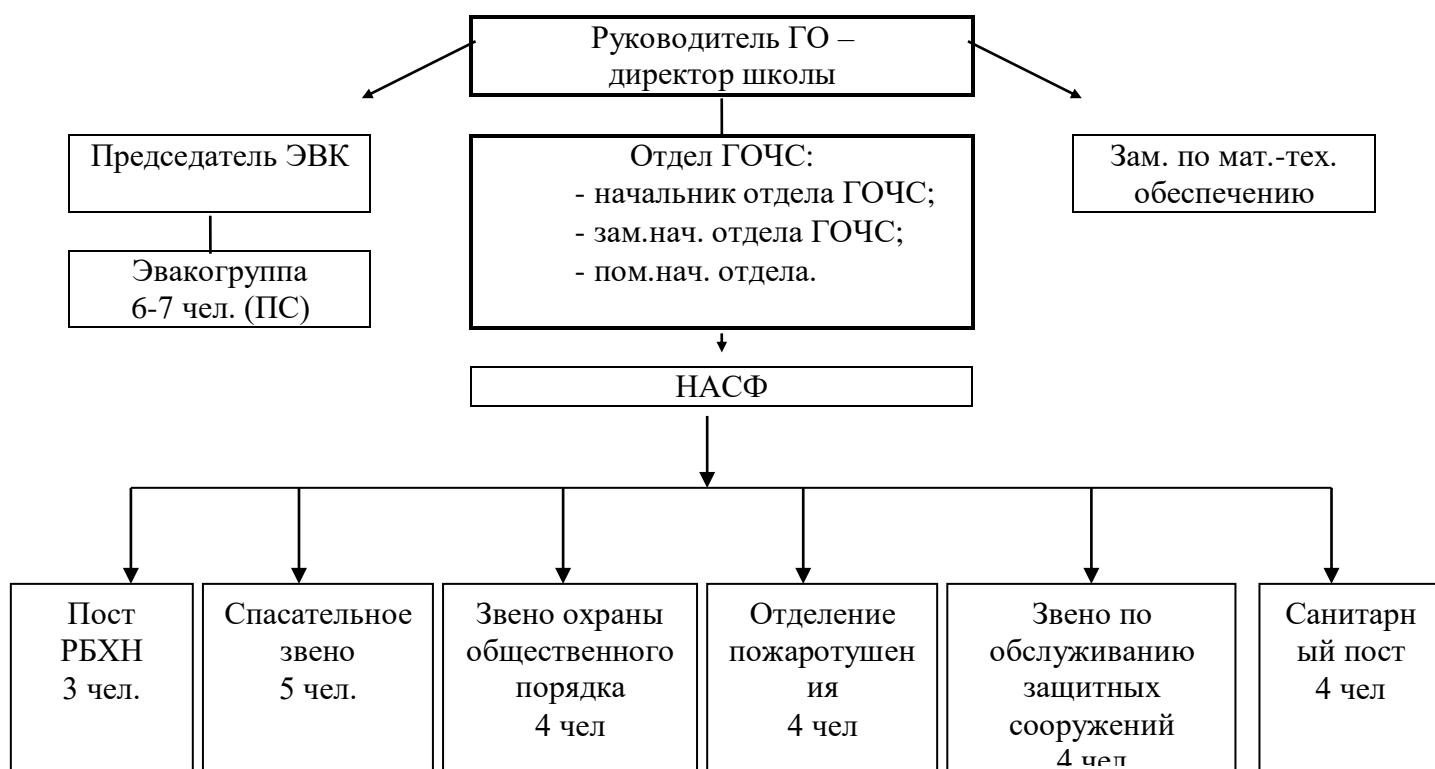 Руководитель ГО –
директор школы
Председатель ЭВК
Эвакогруппа
6-7 чел. (ПС)
Отдел ГОЧС:
- начальник отдела ГОЧС;
- зам.нач. отдела ГОЧС;
- пом.нач. отдела.
Зам. по мат.-тех.
обеспечению
НАСФ
Пост
РБХН
3 чел.
Спасательное
звено
5 чел.
Звено охраны
общественного
порядка
4 чел
Отделение
пожаротушен
ия
4 чел
Звено по
обслуживанию
защитных
сооружений
4 чел
Санитарн
ый пост
4 чел